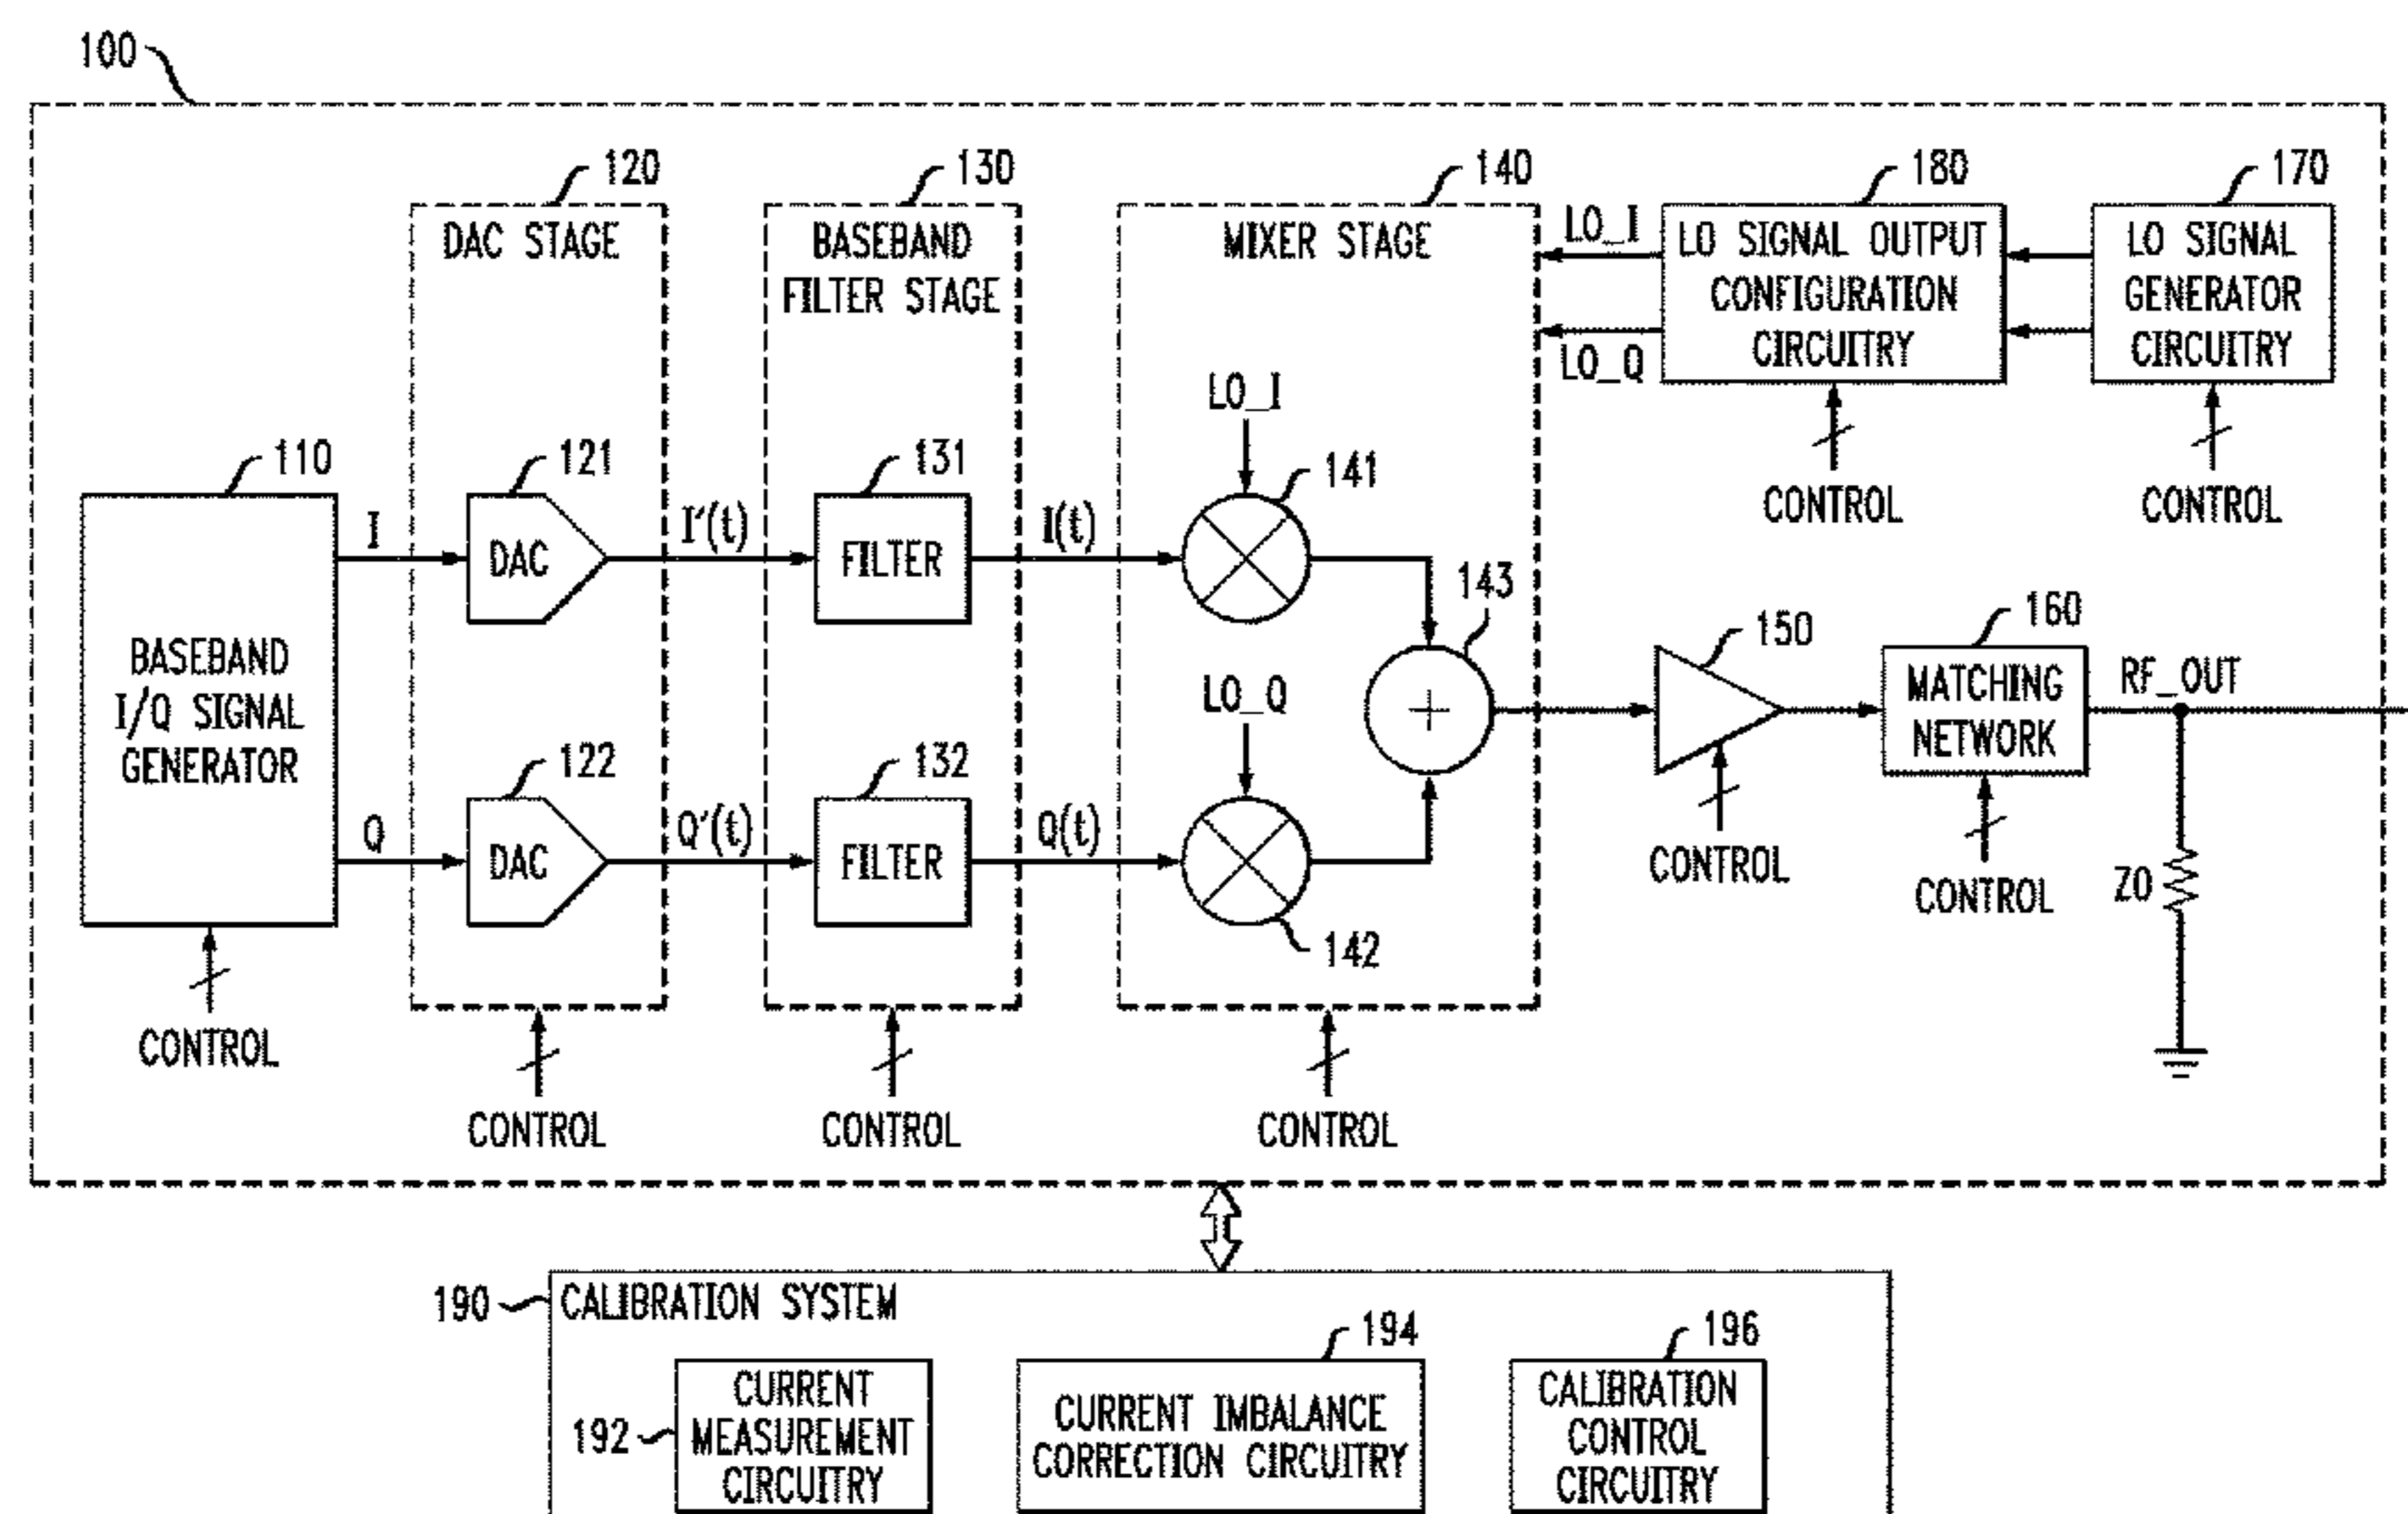 100
120
DAC STAGE
130
BASEBAND
FILTER STAGE
140
MIXER STAGE
LO_I
LO_Q
180
LO SIGNAL OUTPUT
CONFIGURATION
CIRCUITRY
CONTROL
170
LO SIGNAL
GENERATOR
CIRCUITRY
CONTROL
110
BASEBAND
I/Q SIGNAL
GENERATOR
CONTROL
I
121
DAC
I'(t)
131
FILTER
I(t)
LO_I
141
143
+
Q
122
DAC
Q'(t)
132
FILTER
Q(t)
LO_Q
142
150
CONTROL
160
MATCHING
NETWORK
CONTROL
RF_OUT
Z0
CONTROL
CONTROL
CONTROL
190
CALIBRATION SYSTEM
192
CURRENT
MEASUREMENT
CIRCUITRY
194
CURRENT IMBALANCE
CORRECTION CIRCUITRY
196
CALIBRATION
CONTROL
CIRCUITRY